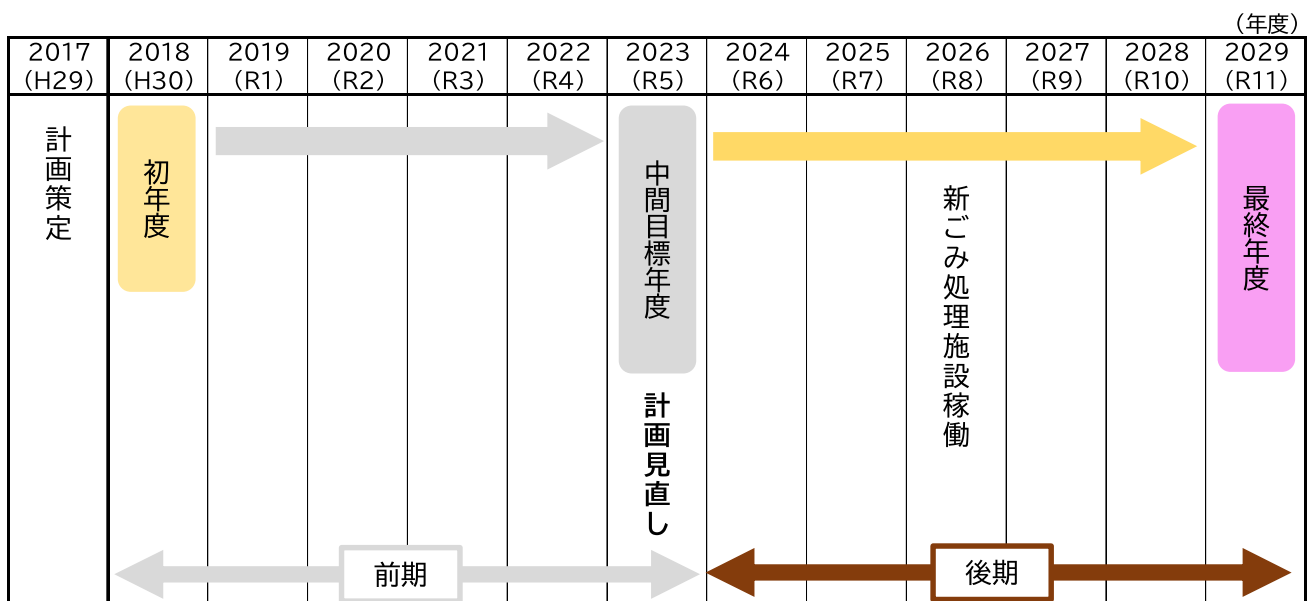 (年度)
2017 2018 2019 2020 2021 2022 2023 2024 2025 2026 2027 2028 2029
(H29) (H30) (R1) (R2) (R3) (R4) (R5) (R6) (R7) (R8) (R9) (R10) (R11)
計画策定
初年度
中間目標年度
計画見直し
新ごみ処理施設稼働
最終年度
前期
後期